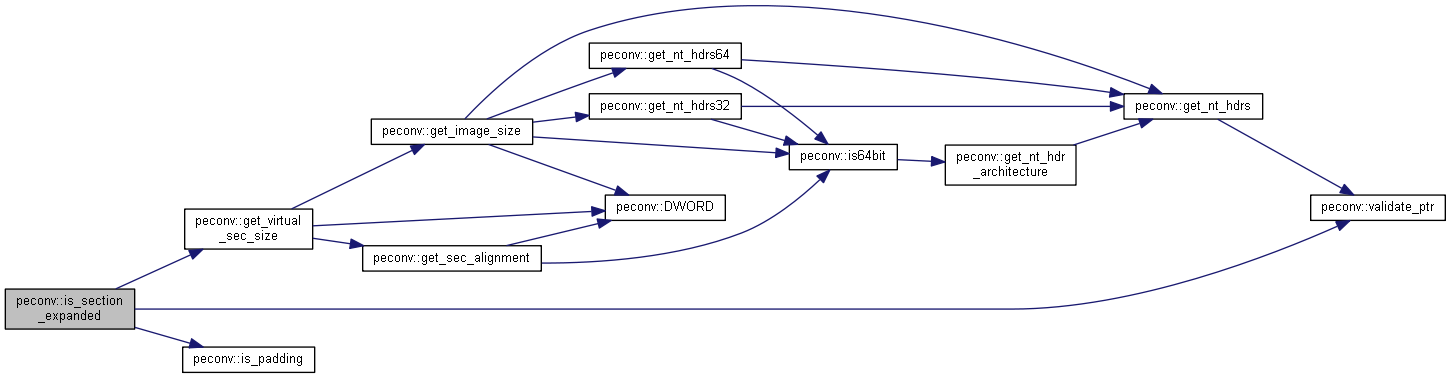 peconv::is_section
_expanded
peconv::get_virtual
_sec_size
peconv::is_padding
peconv::get_image_size
peconv::get_sec_alignment
peconv::get_nt_hdrs64
peconv::get_nt_hdrs32
peconv::DWORD
peconv::is64bit
peconv::get_nt_hdr
_architecture
peconv::get_nt_hdrs
peconv::validate_ptr